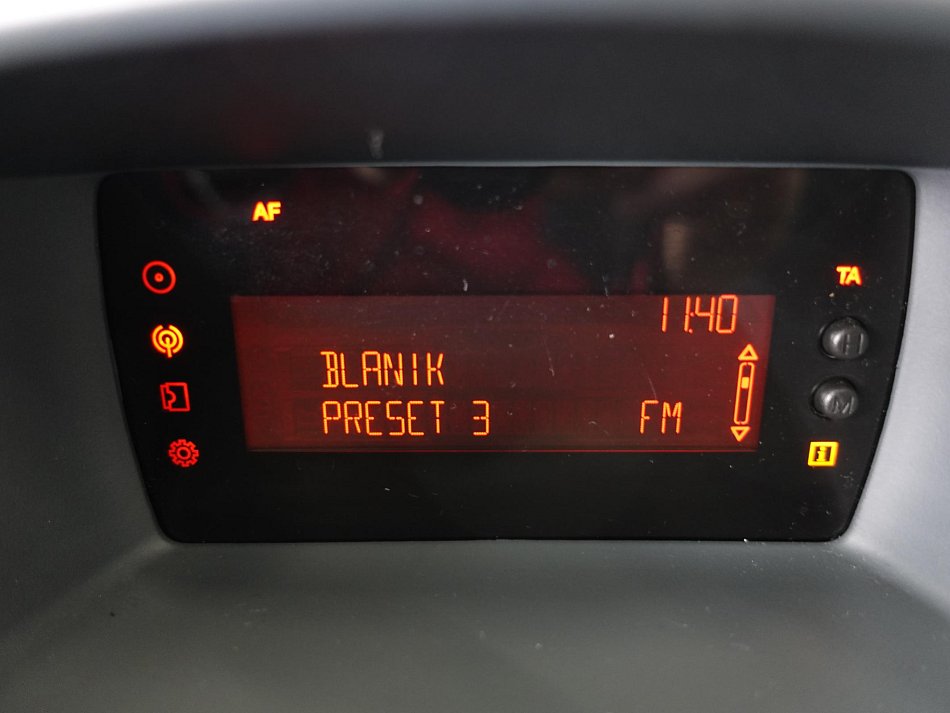 AF
TA
11:40
H
BLANIK
M
PRESET 3 FM
i